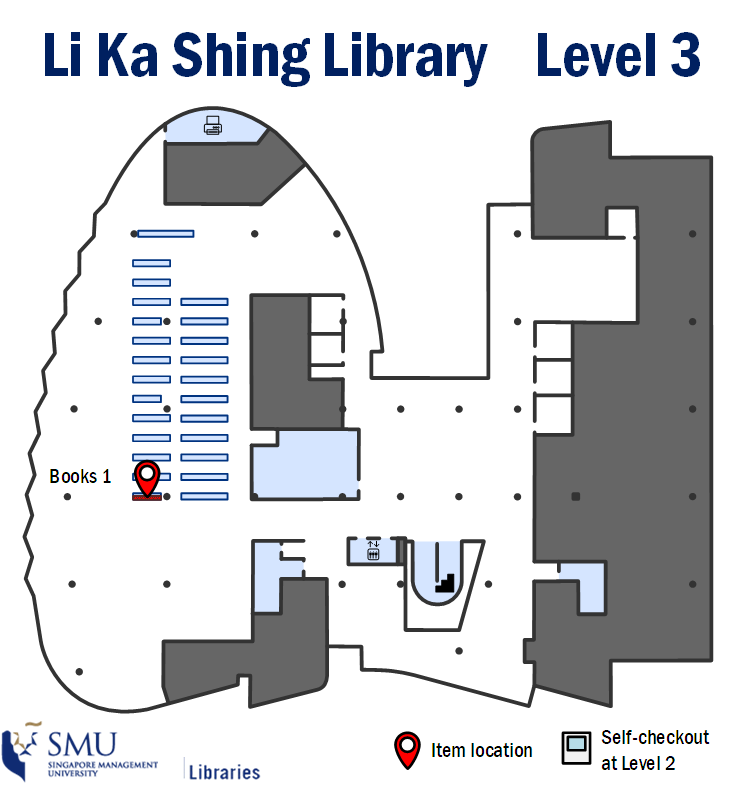 Li Ka Shing Library Level 3
Books 1
Item location
Self-checkout
at Level 2
SMU
SINGAPORE MANAGEMENT
UNIVERSITY
Libraries